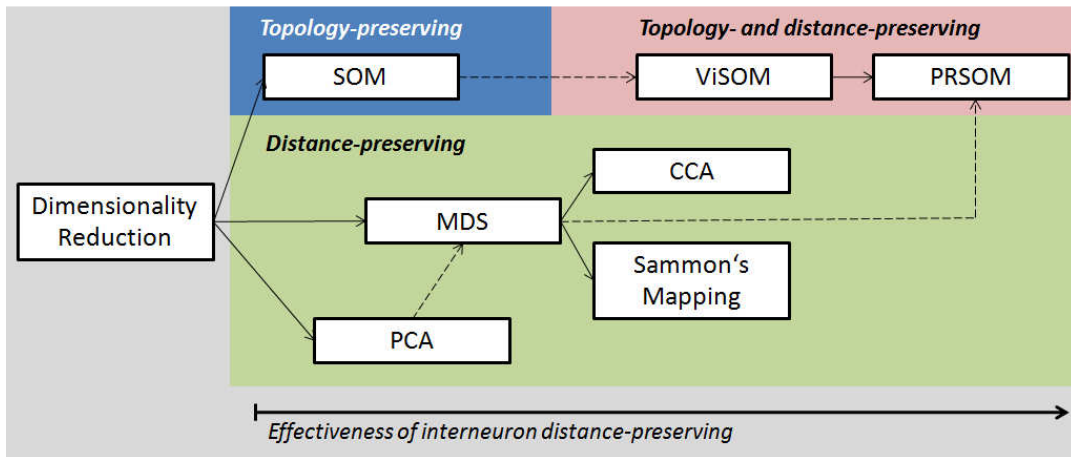 Topology-preserving
Topology- and distance-preserving
SOM
ViSOM
PRSOM
Distance-preserving
CCA
Dimensionality
Reduction
MDS
Sammon‘s
Mapping
PCA
Effectiveness of interneuron distance-preserving